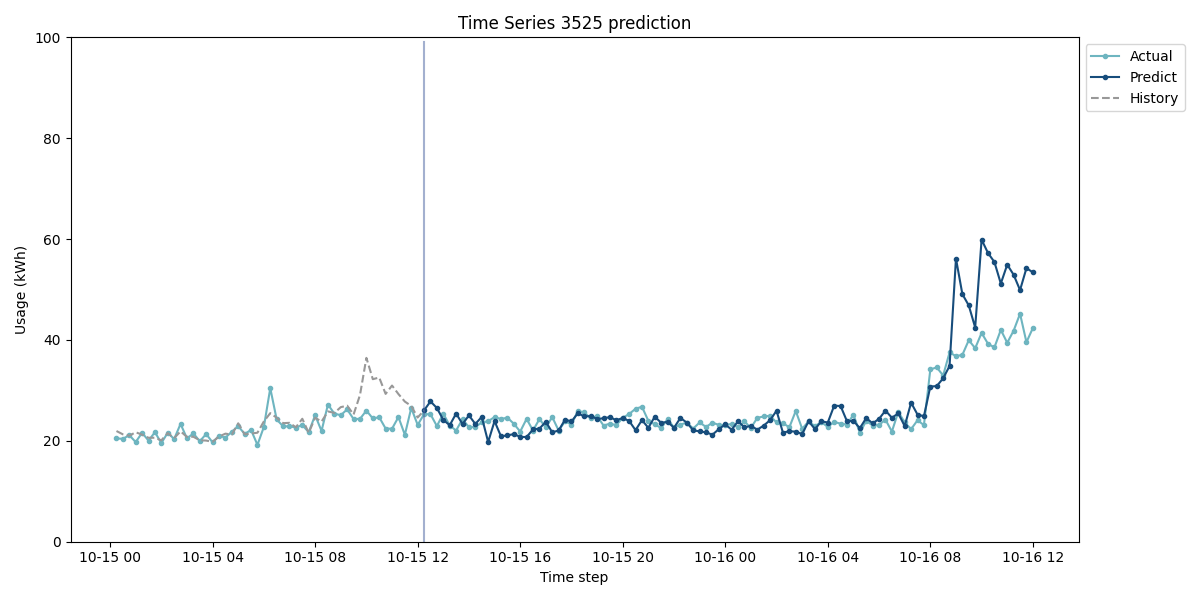 Time Series 3525 prediction
Usage (kWh)
100
80
60
40
20
0
10-15 00
10-15 04
10-15 08
10-15 12
10-15 16
10-15 20
10-16 00
10-16 04
10-16 08
10-16 12
Time step
Actual
Predict
History